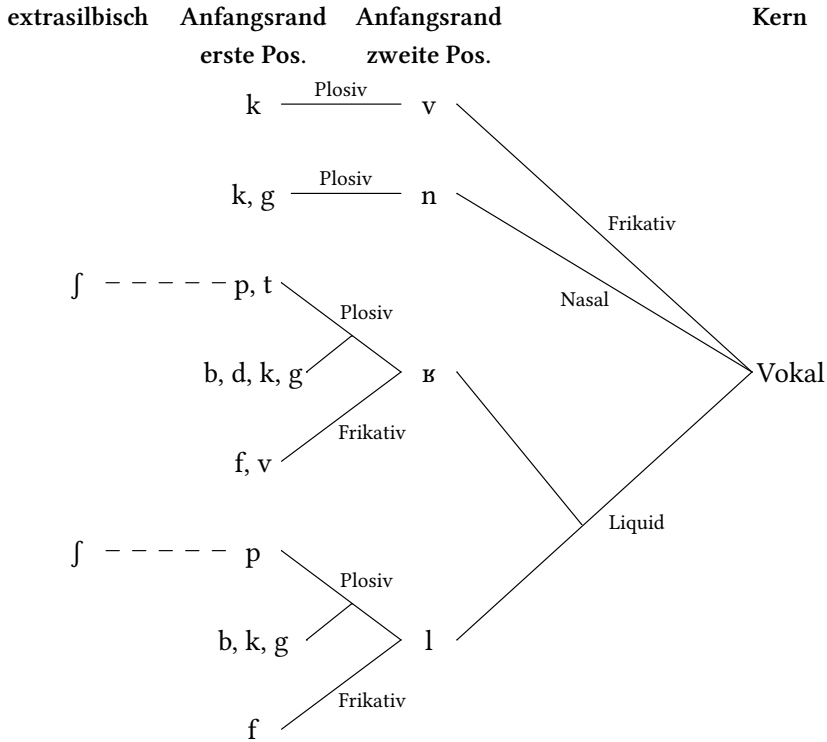 extrasilbisch Anfangsrand Anfangsrand Kern
erste Pos. zweite Pos.
k Plosiv v
k, g Plosiv n
Frikativ
ʃ p, t
Nasal
Plosiv
b, d, k, g ʁ Vokal
Frikativ
f, v
Liquid
ʃ p
Plosiv
b, k, g l
Frikativ
f